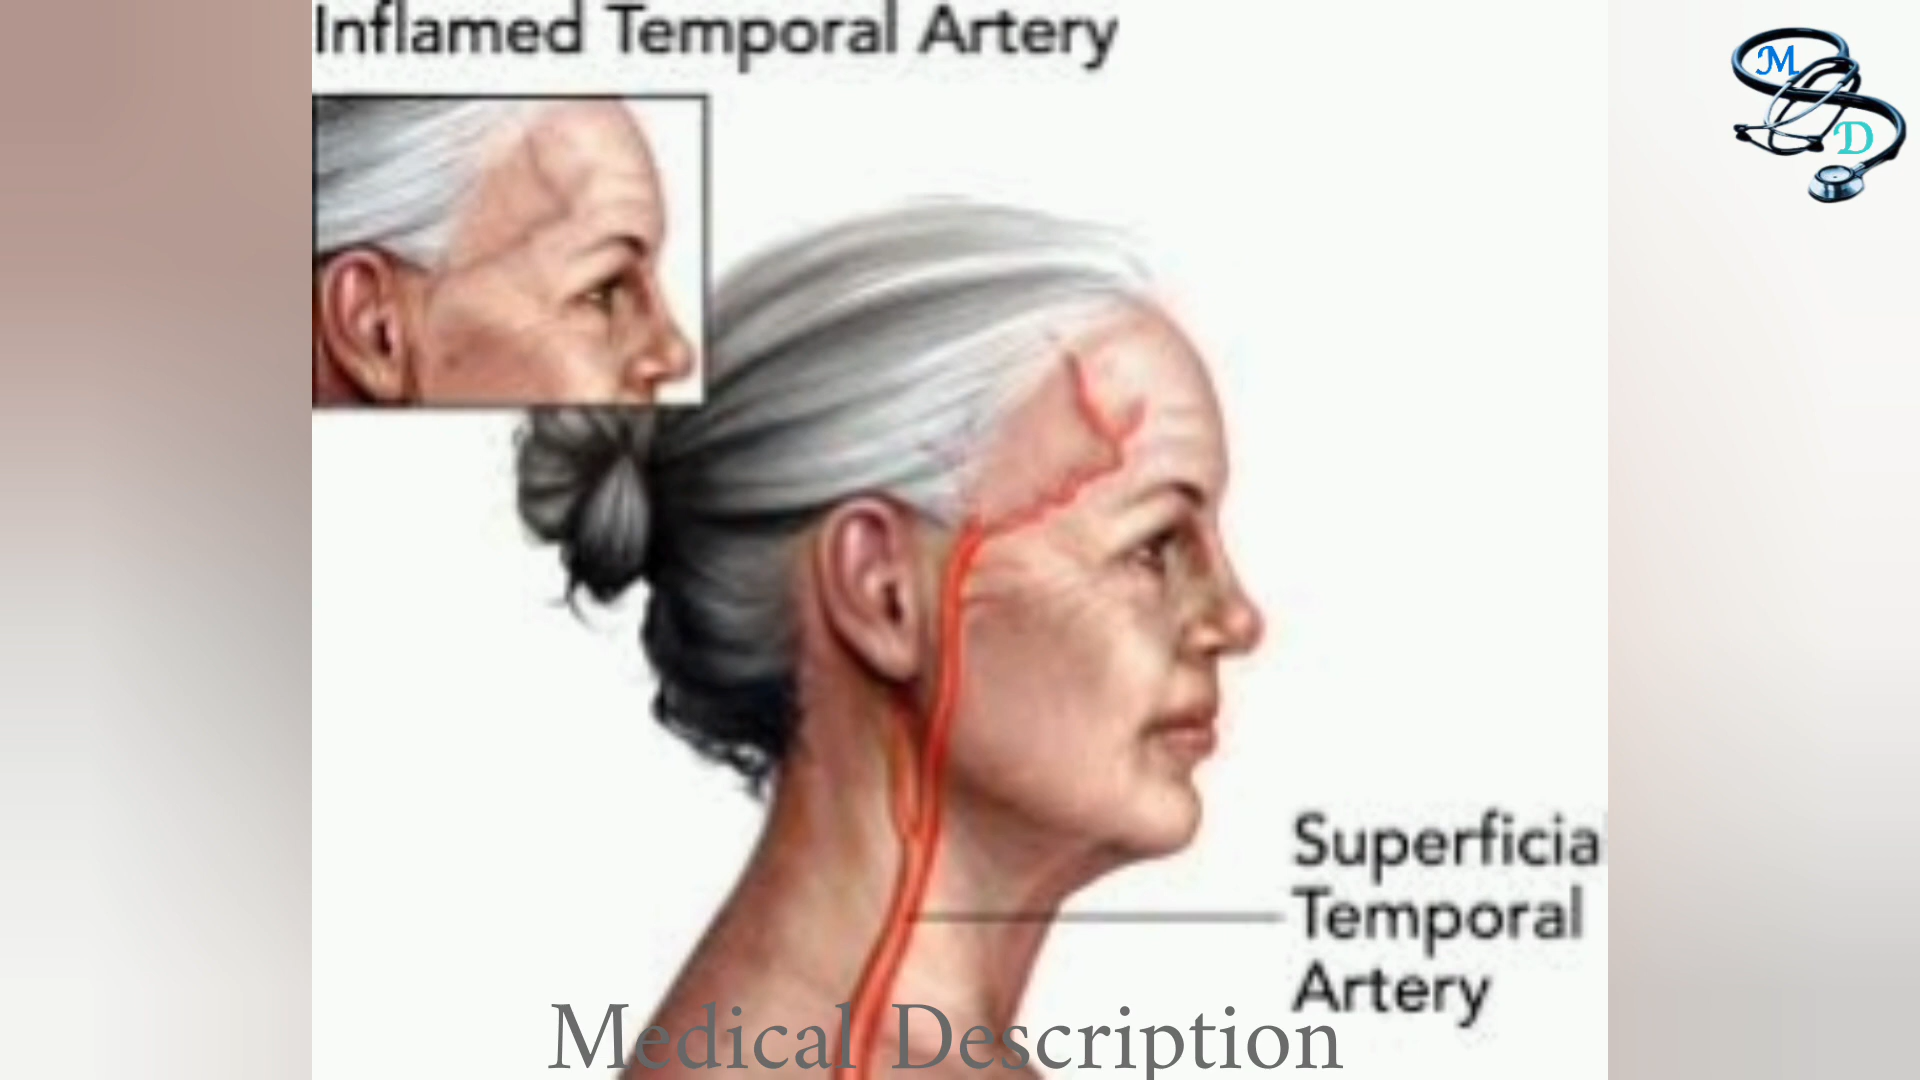 Inflamed Temporal Artery
M
D
Superficia
Temporal
Artery
Medical Description